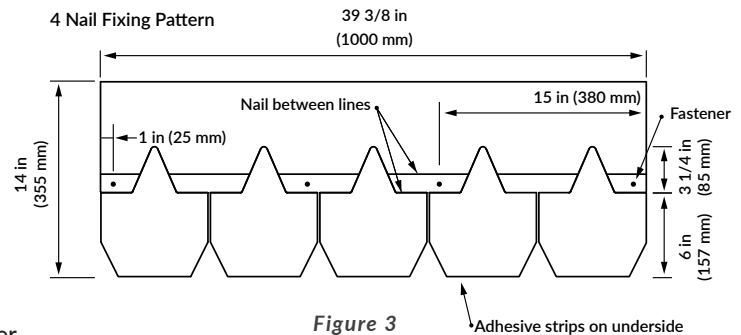 4 Nail Fixing Pattern
39 3/8 in
(1000 mm)
Nail between lines
15 in (380 mm)
Fastener
1 in (25 mm)
14 in
(355 mm)
3 1/4 in
(85 mm)
6 in
(157 mm)
er
Figure 3
Adhesive strips on underside